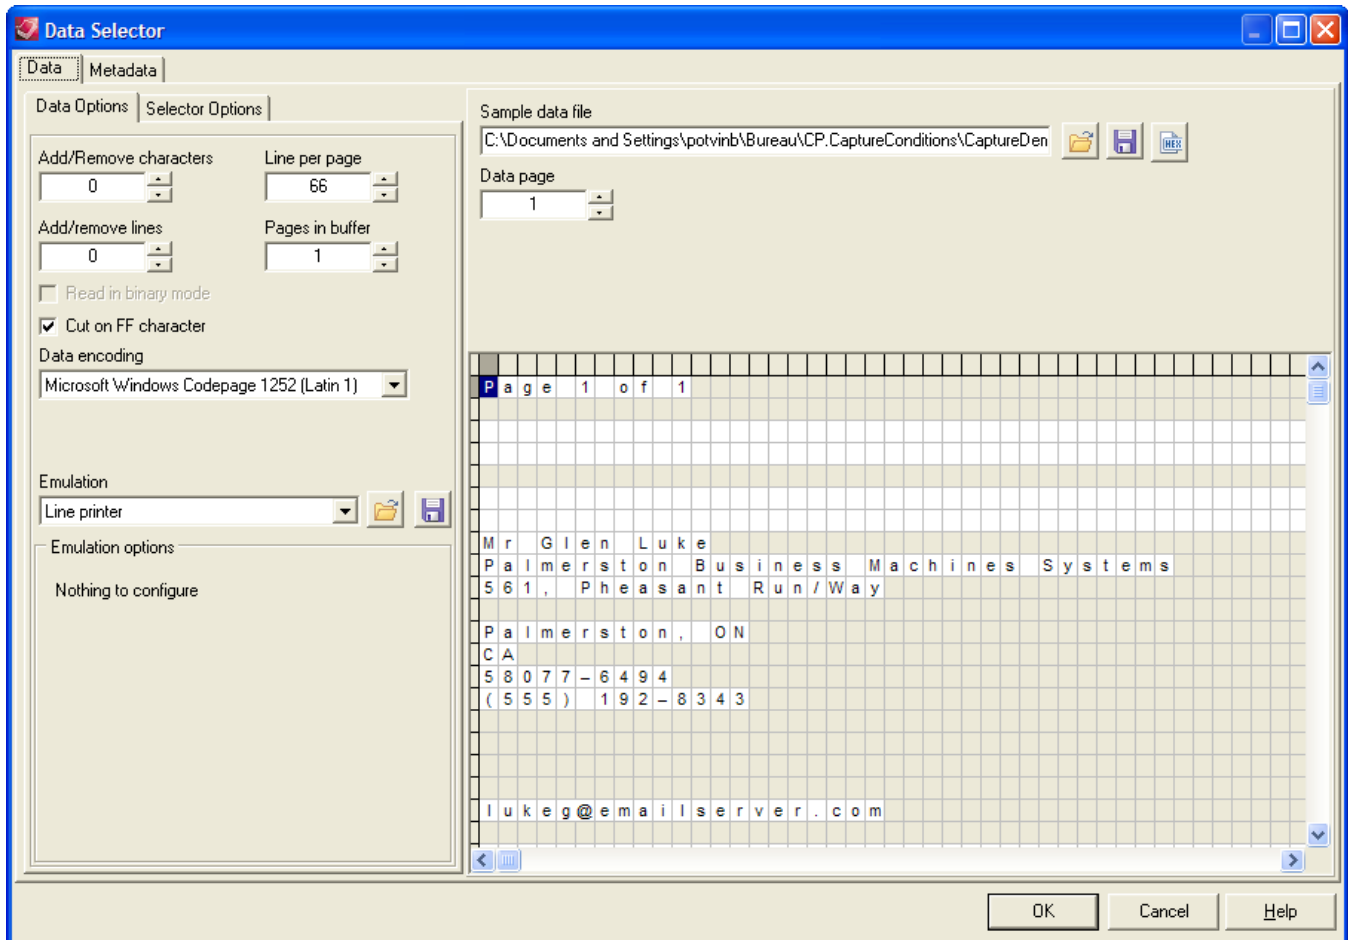 Data Selector
Data
Metadata
Data Options
Selector Options
Add/Remove characters
Line per page
0
66
Add/remove lines
Pages in buffer
0
1
Read in binary mode
Cut on FF character
Data encoding
Microsoft Windows Codepage 1252 (Latin 1)
Emulation
Line printer
Emulation options
Nothing to configure
Sample data file
C:\Documents and Settings\potvinb\Bureau\CP.CaptureConditions\CaptureDen
HEX
Data page
1
Page 1 of 1
Mr Glen Luke
Palmerston Business Machines Systems
561, Pheasant Run/Way
Palmerston, ON
CA
58077-6494
(555) 192-8343
lukeg@emailserver.com
OK
Cancel
Help